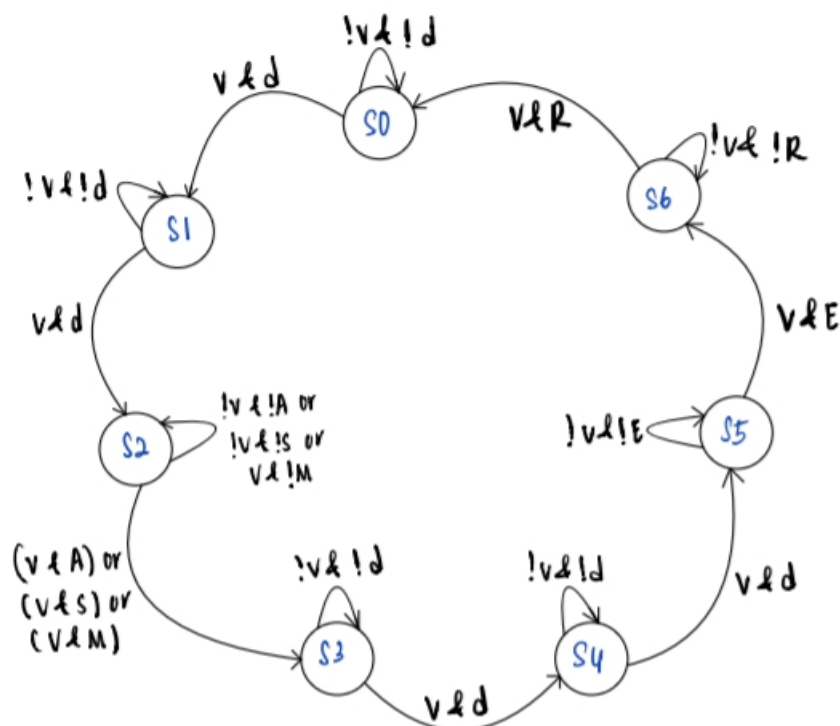 !v & !d
v & d
S0
v & R
!v & !R
S6
!v & !d
S1
v & d
v & E
S2
!v & !A or
!v & !S or
v & !M
!v & !E
S5
(v & A) or
(v & S) or
(v & M)
!v & !d
S3
!v & !d
S4
v & d
v & d